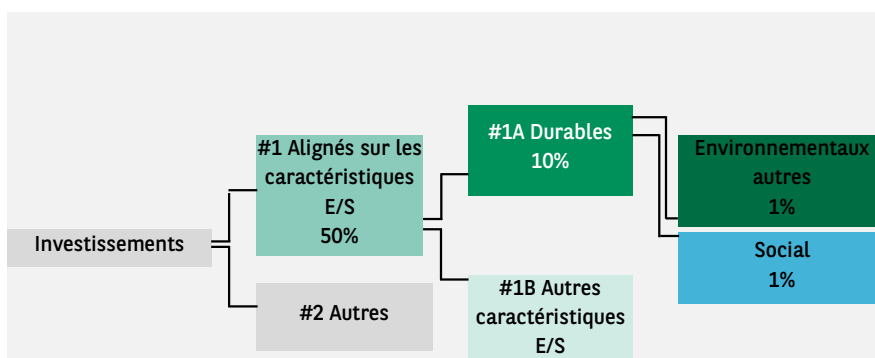 Investissements
#1 Alignés sur les
caractéristiques
E/S
50%
#2 Autres
#1A Durables
10%
#1B Autres
caractéristiques
E/S
Environnementaux
autres
1%
Social
1%